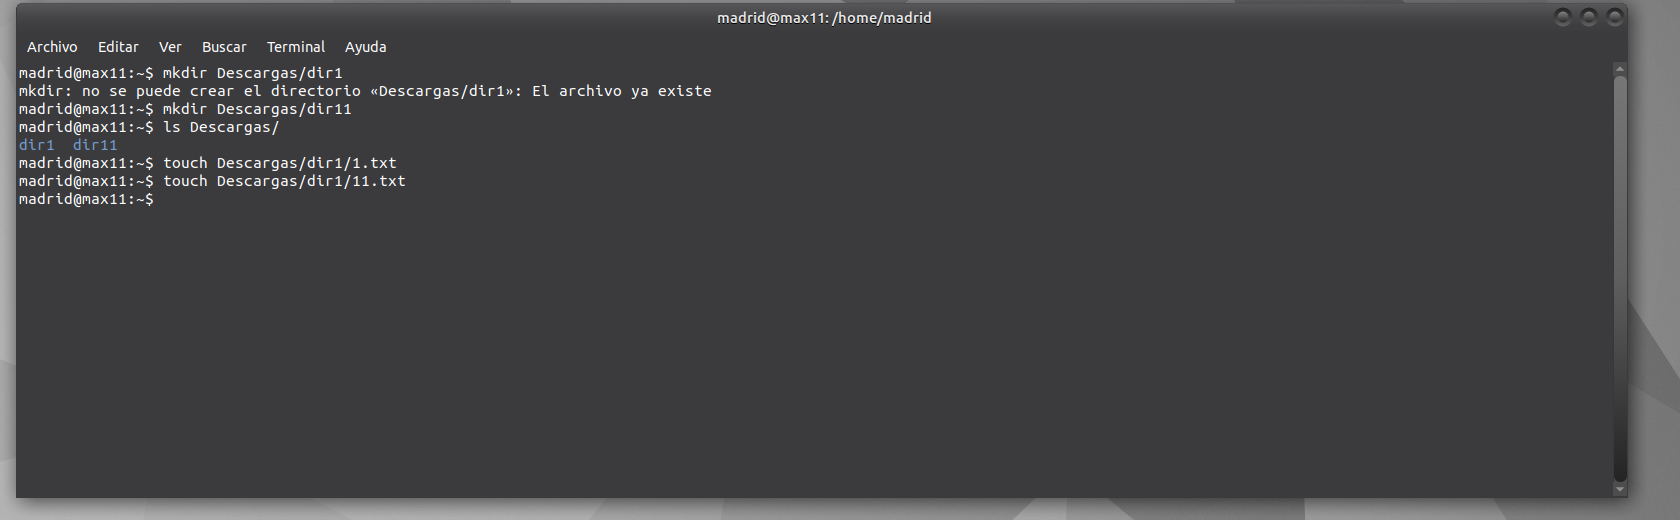 madrid@max11: /home/madrid
Archivo Editar Ver Buscar Terminal Ayuda
madrid@max11:~$ mkdir Descargas/dir1
mkdir: no se puede crear el directorio «Descargas/dir1»: El archivo ya existe
madrid@max11:~$ mkdir Descargas/dir11
madrid@max11:~$ ls Descargas/
dir1  dir11
madrid@max11:~$ touch Descargas/dir1/1.txt
madrid@max11:~$ touch Descargas/dir1/11.txt
madrid@max11:~$